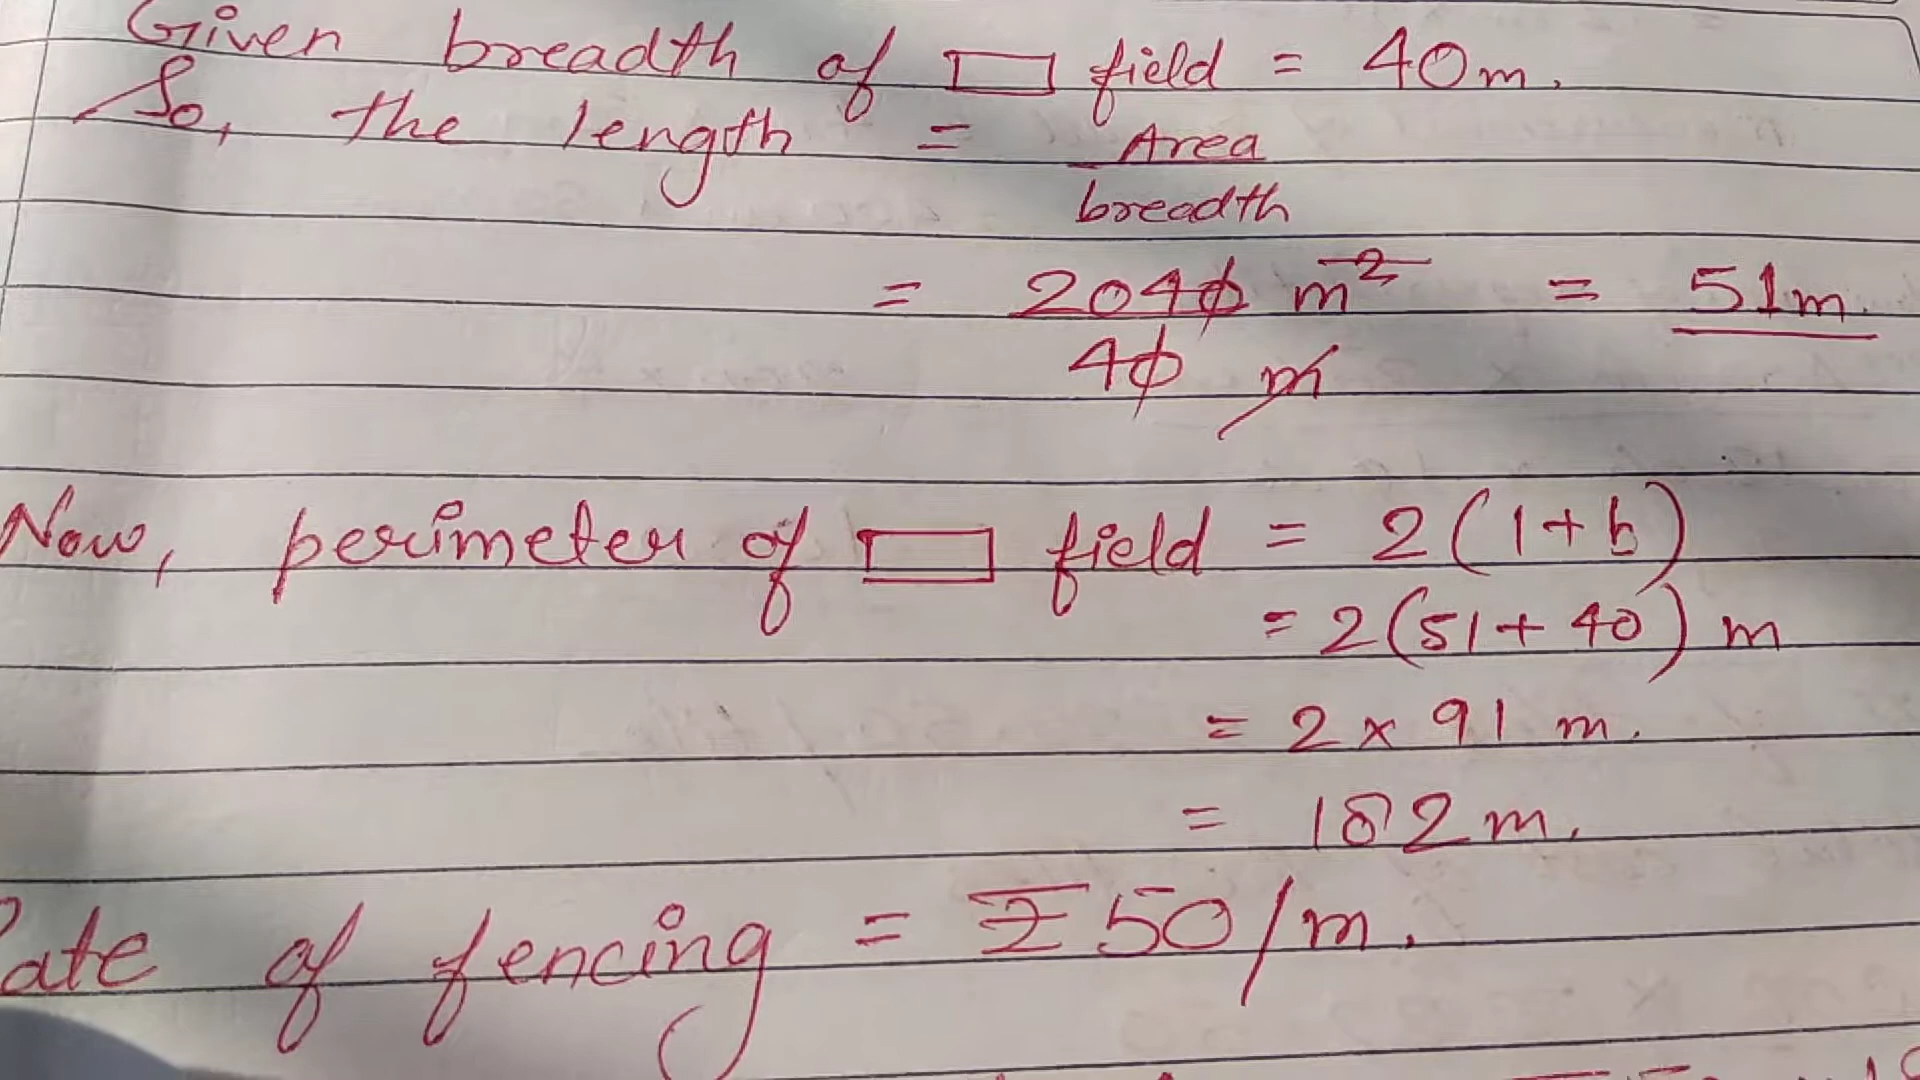 Given breadth of ▭ field = 40m.
So, the length = Area
breadth
= 2040 m² = 51m.
40 m
Now, perimeter of ▭ field = 2(l+b)
= 2(51+40) m
= 2 x 91 m.
= 182 m.
Rate of fencing = ₹50/m.